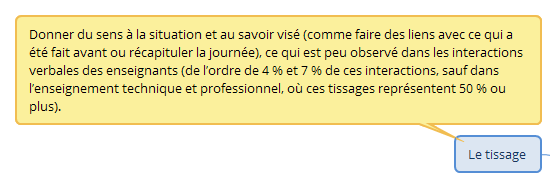 Donner du sens à la situation et au savoir visé (comme faire des liens avec ce qui a
été fait avant ou récapituler la journée), ce qui est peu observé dans les interactions
verbales des enseignants (de l’ordre de 4 % et 7 % de ces interactions, sauf dans
l’enseignement technique et professionnel, où ces tissages représentent 50 % ou
plus).
Le tissage